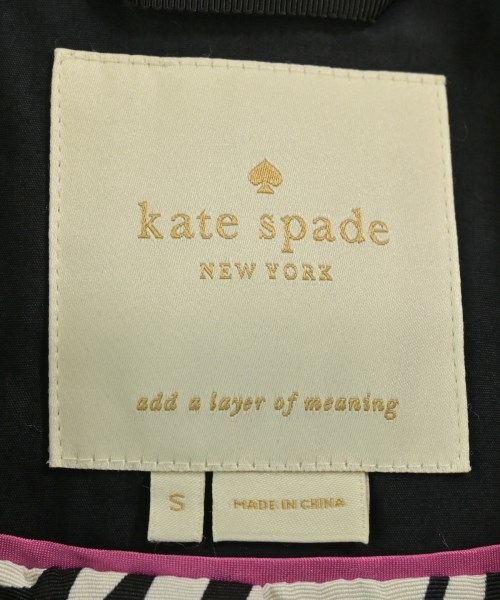 kate spade
NEW YORK
add a layer of meaning
S
MADE IN CHINA